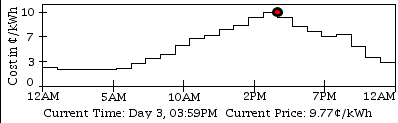 Cost in ¢/kWh
10
7
3
0
12AM 5AM 10AM 2PM 7PM 12AM
Current Time: Day 3, 03:59PM Current Price: 9.77¢/kWh